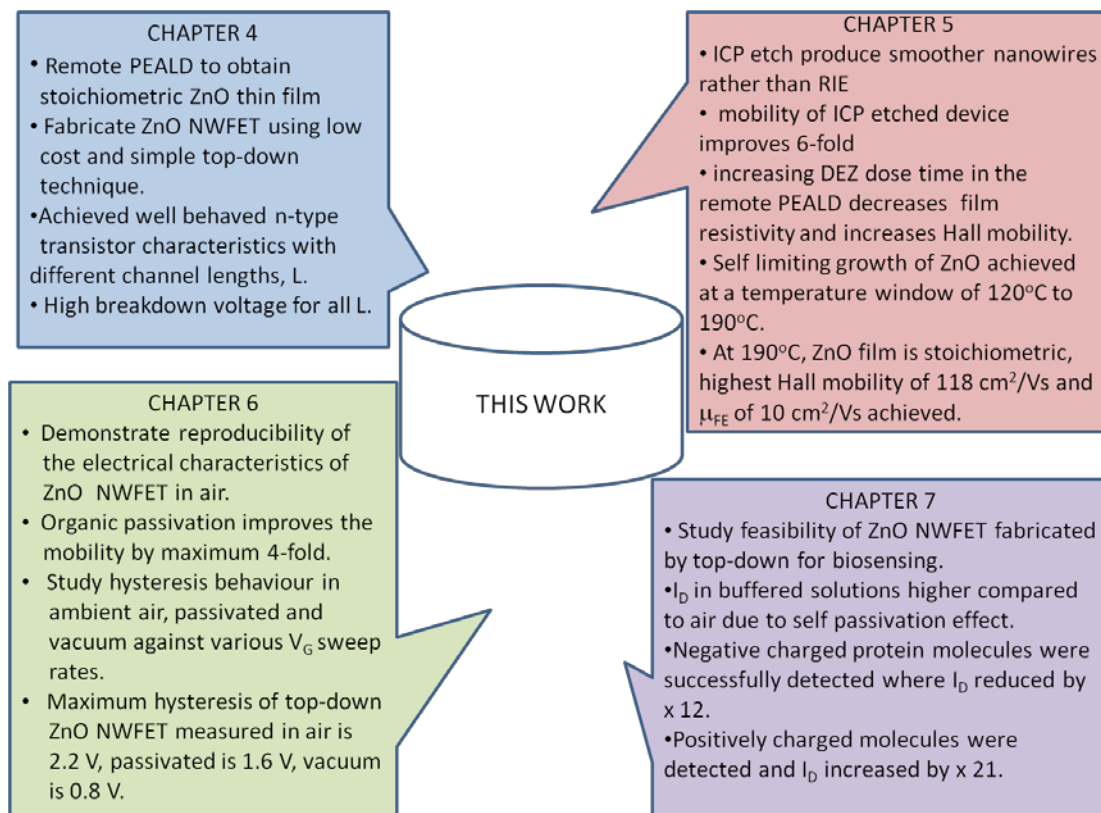 CHAPTER 4
• Remote PEALD to obtain
stoichiometric ZnO thin film
• Fabricate ZnO NWFET using low
cost and simple top-down
technique.
•Achieved well behaved n-type
transistor characteristics with
different channel lengths, L.
• High breakdown voltage for all L.
CHAPTER 5
• ICP etch produce smoother nanowires
rather than RIE
• mobility of ICP etched device
improves 6-fold
• increasing DEZ dose time in the
remote PEALD decreases film
resistivity and increases Hall mobility.
• Self limiting growth of ZnO achieved
at a temperature window of 120°C to
190°C.
• At 190°C, ZnO film is stoichiometric,
highest Hall mobility of 118 cm²/Vs and
μFE of 10 cm²/Vs achieved.
THIS WORK
CHAPTER 6
• Demonstrate reproducibility of
the electrical characteristics of
ZnO NWFET in air.
• Organic passivation improves the
mobility by maximum 4-fold.
• Study hysteresis behaviour in
ambient air, passivated and
vacuum against various VG sweep
rates.
• Maximum hysteresis of top-down
ZnO NWFET measured in air is
2.2 V, passivated is 1.6 V, vacuum
is 0.8 V.
CHAPTER 7
• Study feasibility of ZnO NWFET fabricated
by top-down for biosensing.
•ID in buffered solutions higher compared
to air due to self passivation effect.
•Negative charged protein molecules were
successfully detected where ID reduced by
x 12.
•Positively charged molecules were
detected and ID increased by x 21.